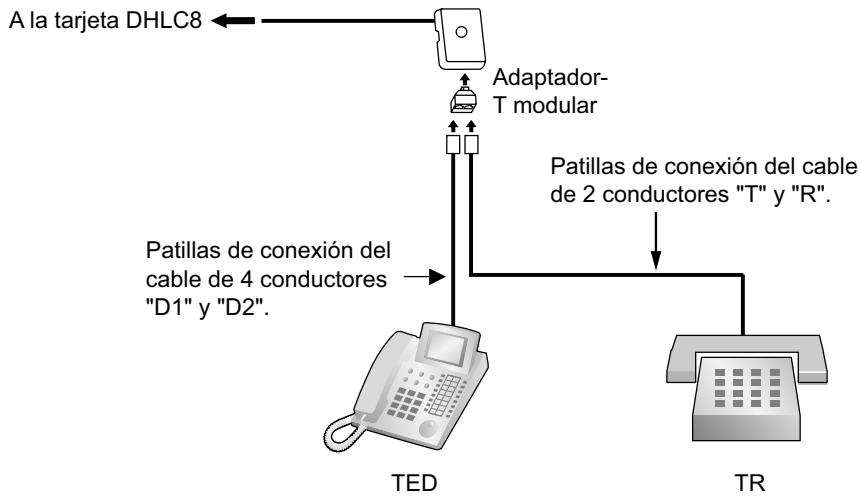 A la tarjeta DHLC8
Adaptador-
T modular
Patillas de conexión del cable
de 2 conductores "T" y "R".
Patillas de conexión del
cable de 4 conductores
"D1" y "D2".
TED
TR